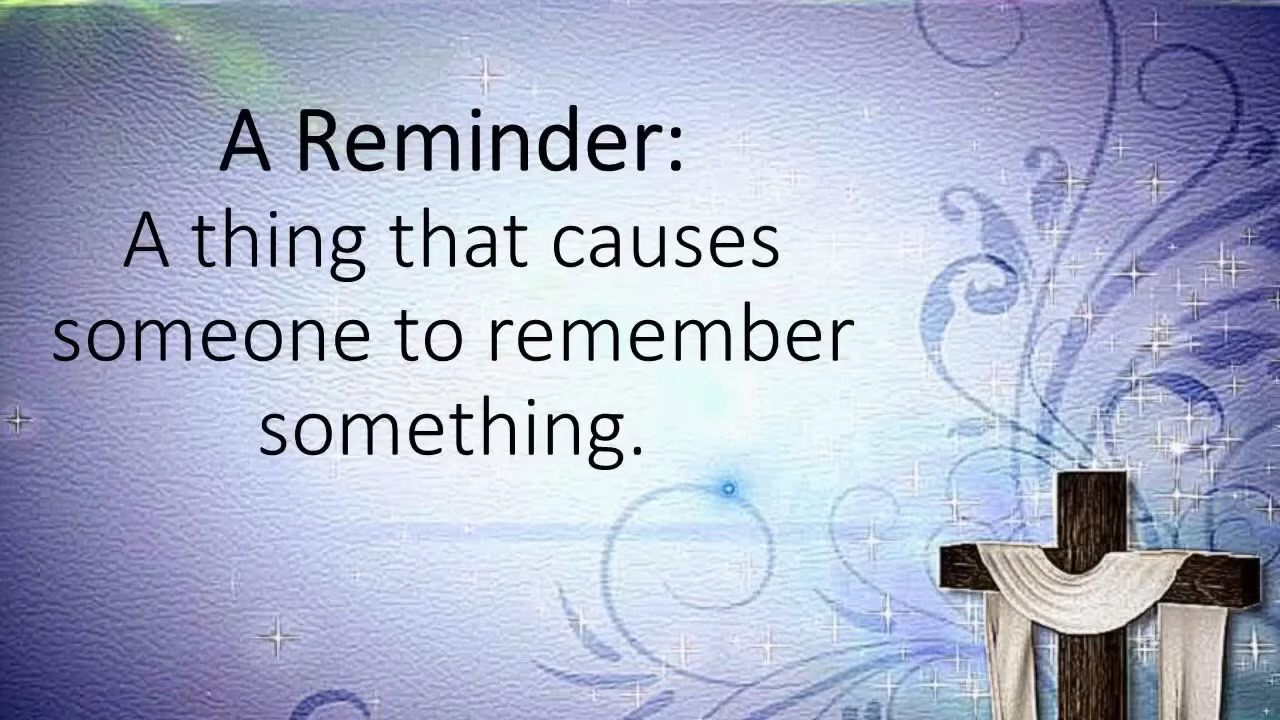 A Reminder:
A thing that causes
someone to remember
something.